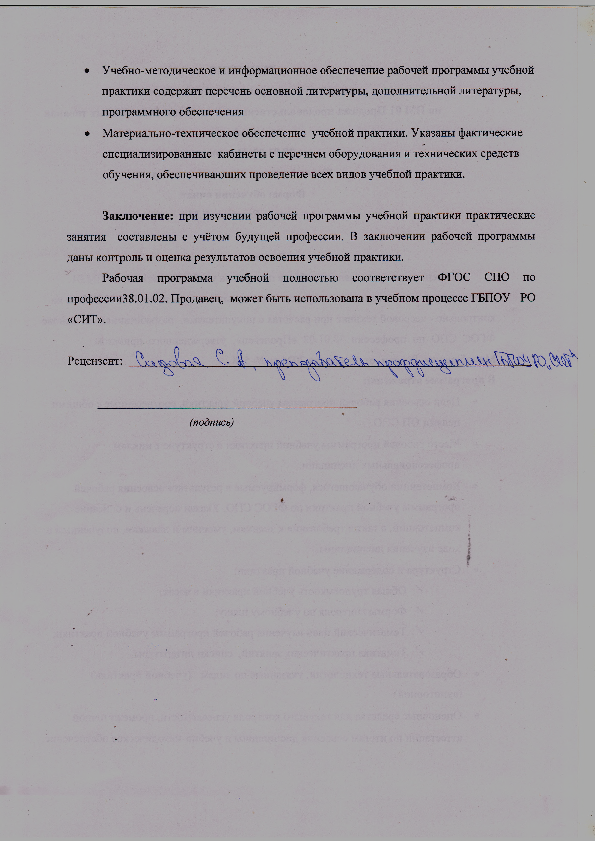 • Учебно-методическое и информационное обеспечение рабочей программы учебной
практики содержит перечень основной литературы, дополнительной литературы,
программного обеспечения
• Материально-техническое обеспечение учебной практики. Указаны фактические
специализированные кабинеты с перечнем оборудования и технических средств
обучения, обеспечивающих проведение всех видов учебной практики.
Заключение: при изучении рабочей программы учебной практики практические
занятия составлены с учётом будущей профессии. В заключении рабочей программы
даны контроль и оценка результатов освоения учебной практики.
Рабочая программа учебной полностью соответствует ФГОС СПО по
профессии38.01.02. Продавец, может быть использована в учебном процессе ГБПОУ РО
«СИТ».
Рецензент: С. А., преподаватель профдисциплин ГБПОУ РО
(подпись)